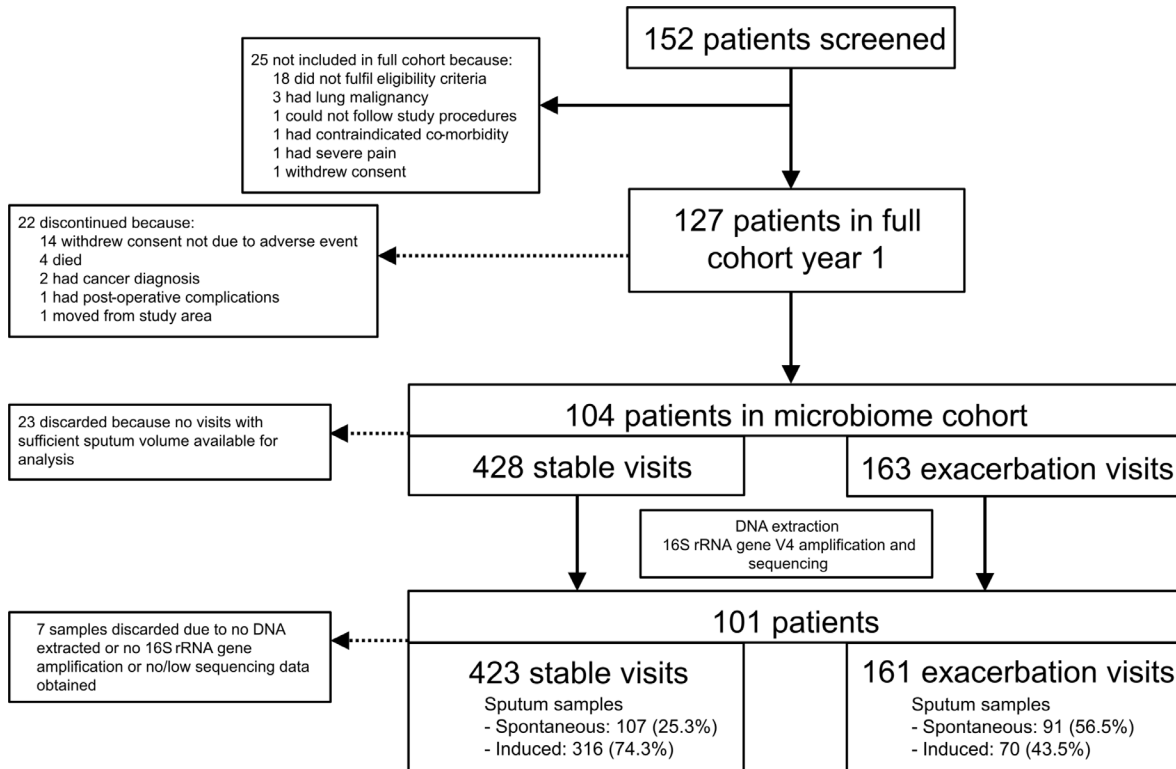 152 patients screened
25 not included in full cohort because:
18 did not fulfil eligibility criteria
3 had lung malignancy
1 could not follow study procedures
1 had contraindicated co-morbidity
1 had severe pain
1 withdrew consent
127 patients in full
cohort year 1
22 discontinued because:
14 withdrew consent not due to adverse event
4 died
2 had cancer diagnosis
1 had post-operative complications
1 moved from study area
104 patients in microbiome cohort
23 discarded because no visits with
sufficient sputum volume available for
analysis
428 stable visits
163 exacerbation visits
DNA extraction
16S rRNA gene V4 amplification and
sequencing
101 patients
7 samples discarded due to no DNA
extracted or no 16S rRNA gene
amplification or no/low sequencing data
obtained
423 stable visits
Sputum samples
- Spontaneous: 107 (25.3%)
- Induced: 316 (74.3%)
161 exacerbation visits
Sputum samples
- Spontaneous: 91 (56.5%)
- Induced: 70 (43.5%)